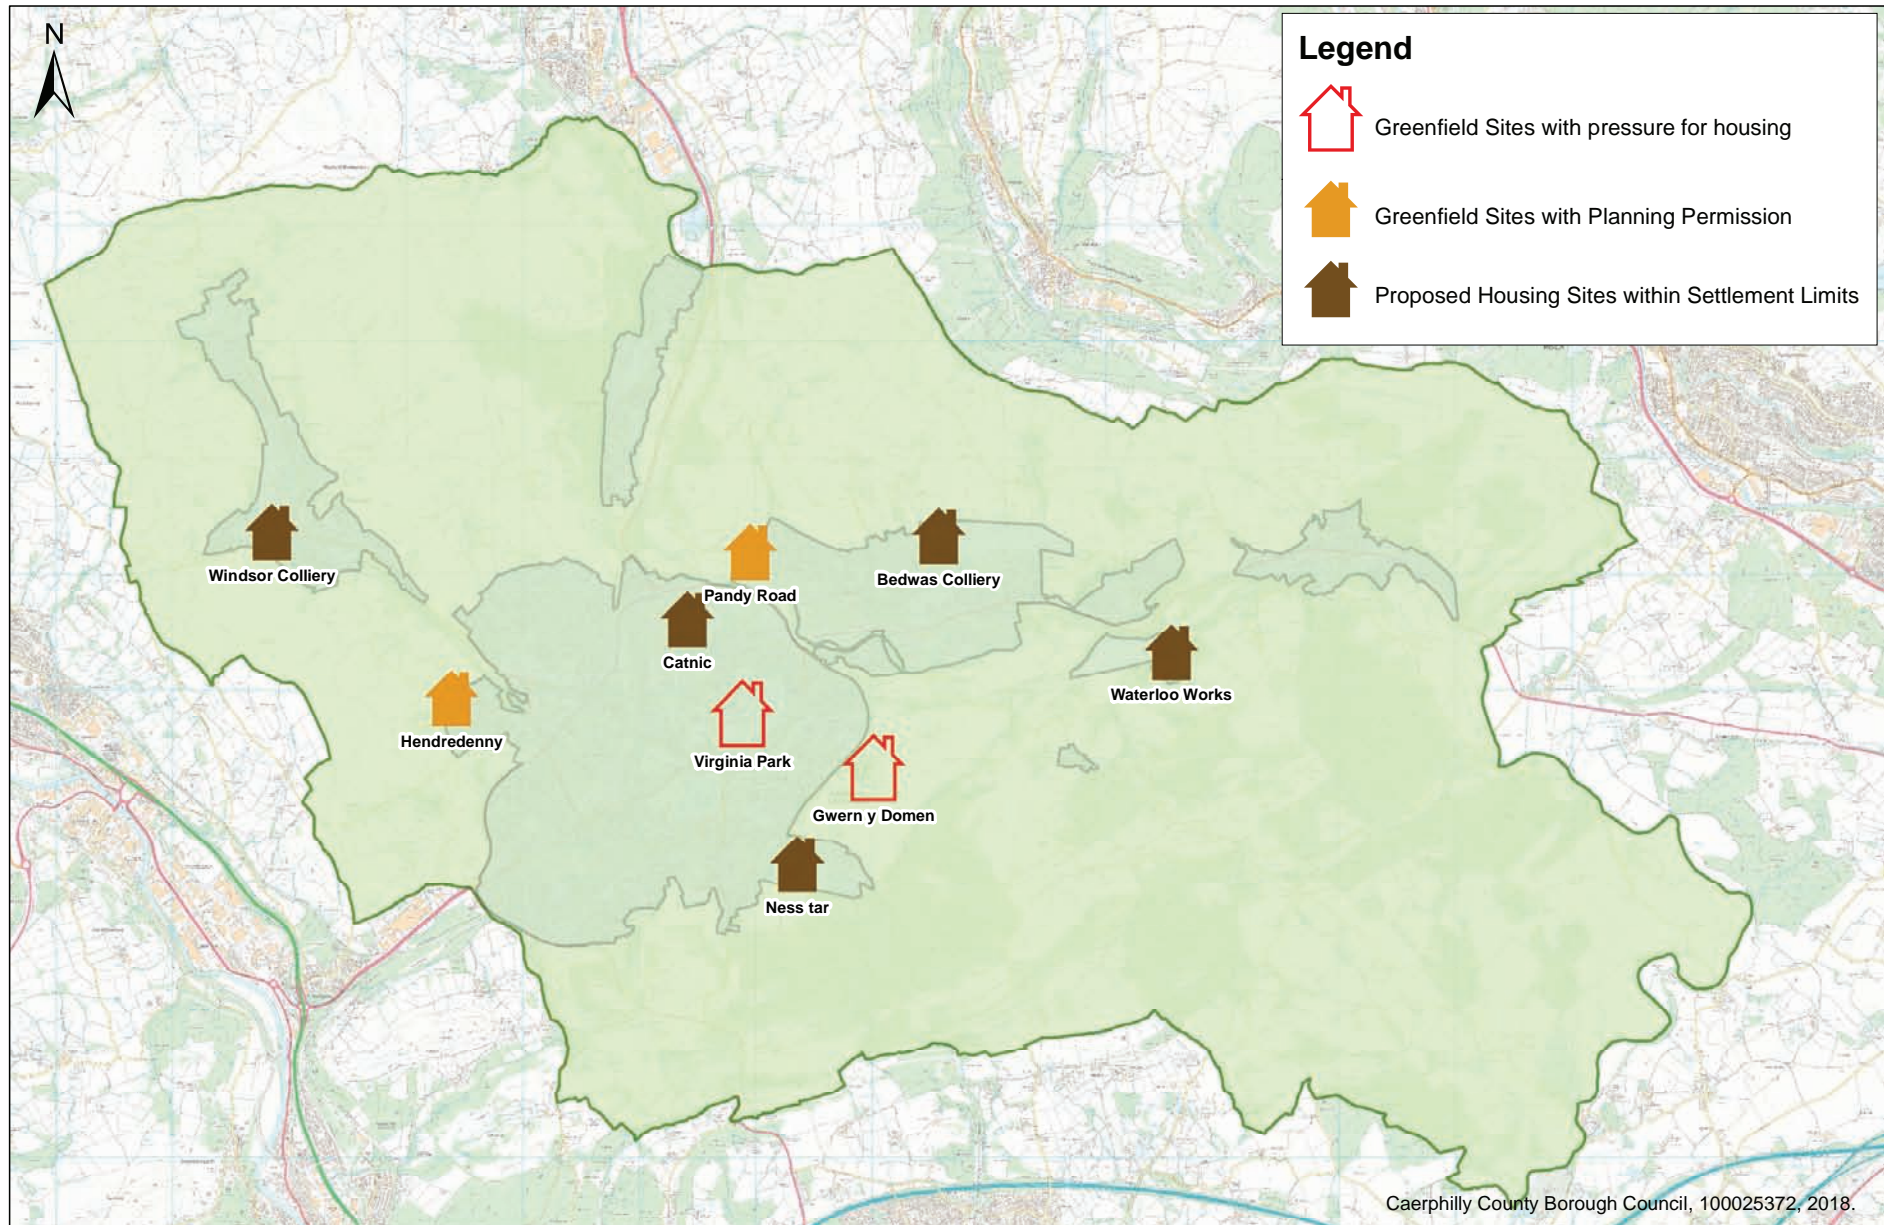 N
Legend
Greenfield Sites with pressure for housing
Greenfield Sites with Planning Permission
Proposed Housing Sites within Settlement Limits
Windsor Colliery
Pandy Road
Bedwas Colliery
Catnic
Waterloo Works
Hendredenny
Virginia Park
Gwern y Domen
Ness tar
Caerphilly County Borough Council, 100025372, 2018.